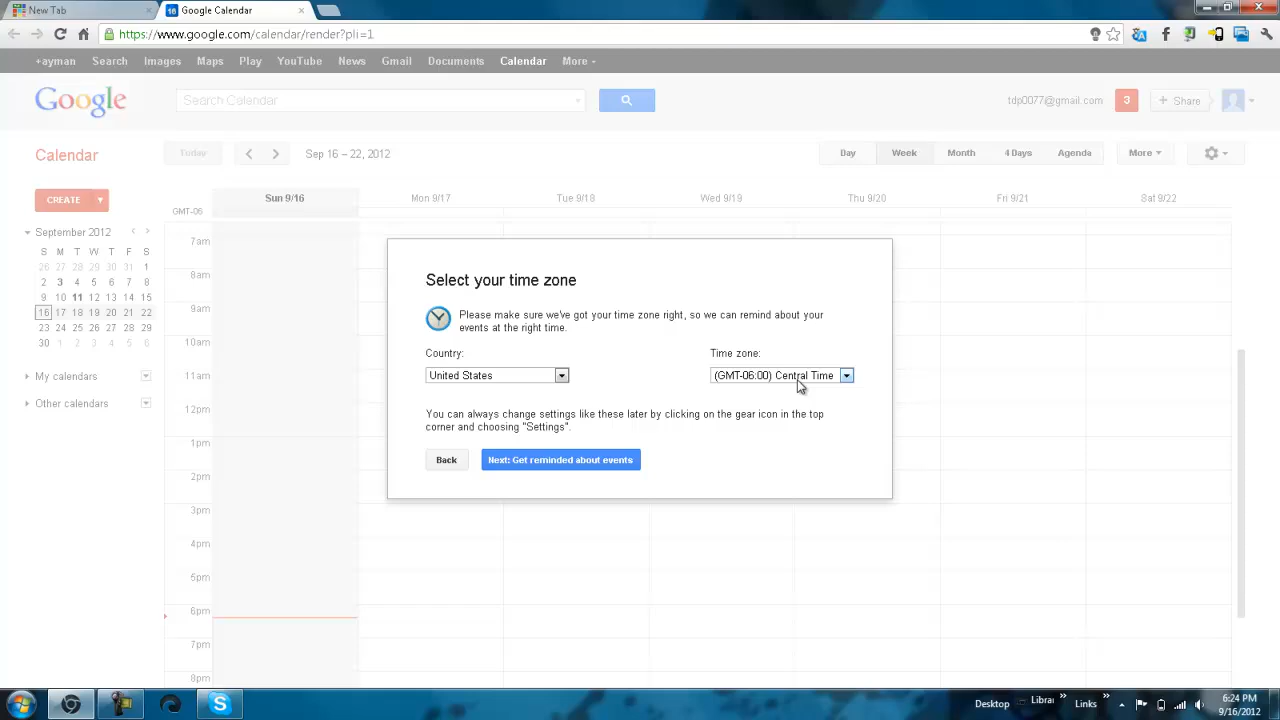 New Tab
Google Calendar
https://www.google.com/calendar/render?pli=1
+ayman Search Images Maps Play YouTube News Gmail Documents Calendar More
Google
Search Calendar
tdp0077@gmail.com 3 + Share
Calendar
Today
Sep 16 – 22, 2012
Day Week Month 4 Days Agenda More
CREATE
GMT-06
Sun 9/16 Mon 9/17 Tue 9/18 Wed 9/19 Thu 9/20 Fri 9/21 Sat 9/22
September 2012
S M T W T F S
26 27 28 29 30 31 1
2 3 4 5 6 7 8
9 10 11 12 13 14 15
16 17 18 19 20 21 22
23 24 25 26 27 28 29
30 1 2 3 4 5 6
My calendars
Other calendars
7am
8am
9am
10am
11am
12pm
1pm
2pm
3pm
4pm
5pm
6pm
7pm
8pm
Select your time zone
Please make sure we've got your time zone right, so we can remind about your
events at the right time.
Country:
Time zone:
United States
(GMT-06:00) Central Time
You can always change settings like these later by clicking on the gear icon in the top
corner and choosing "Settings".
Back
Next: Get reminded about events
Desktop
Librar
Links
6:24 PM
9/16/2012